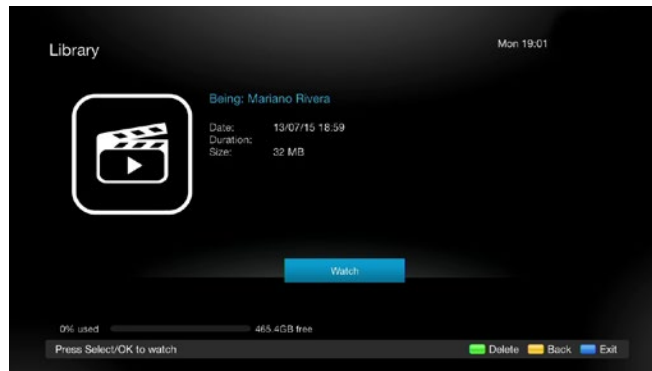 Library
Mon 19:01
Being: Mariano Rivera
Date: 13/07/15 18:59
Duration:
Size: 32 MB
Watch
0% used 465.4GB free
Press Select/OK to watch Delete Back Exit